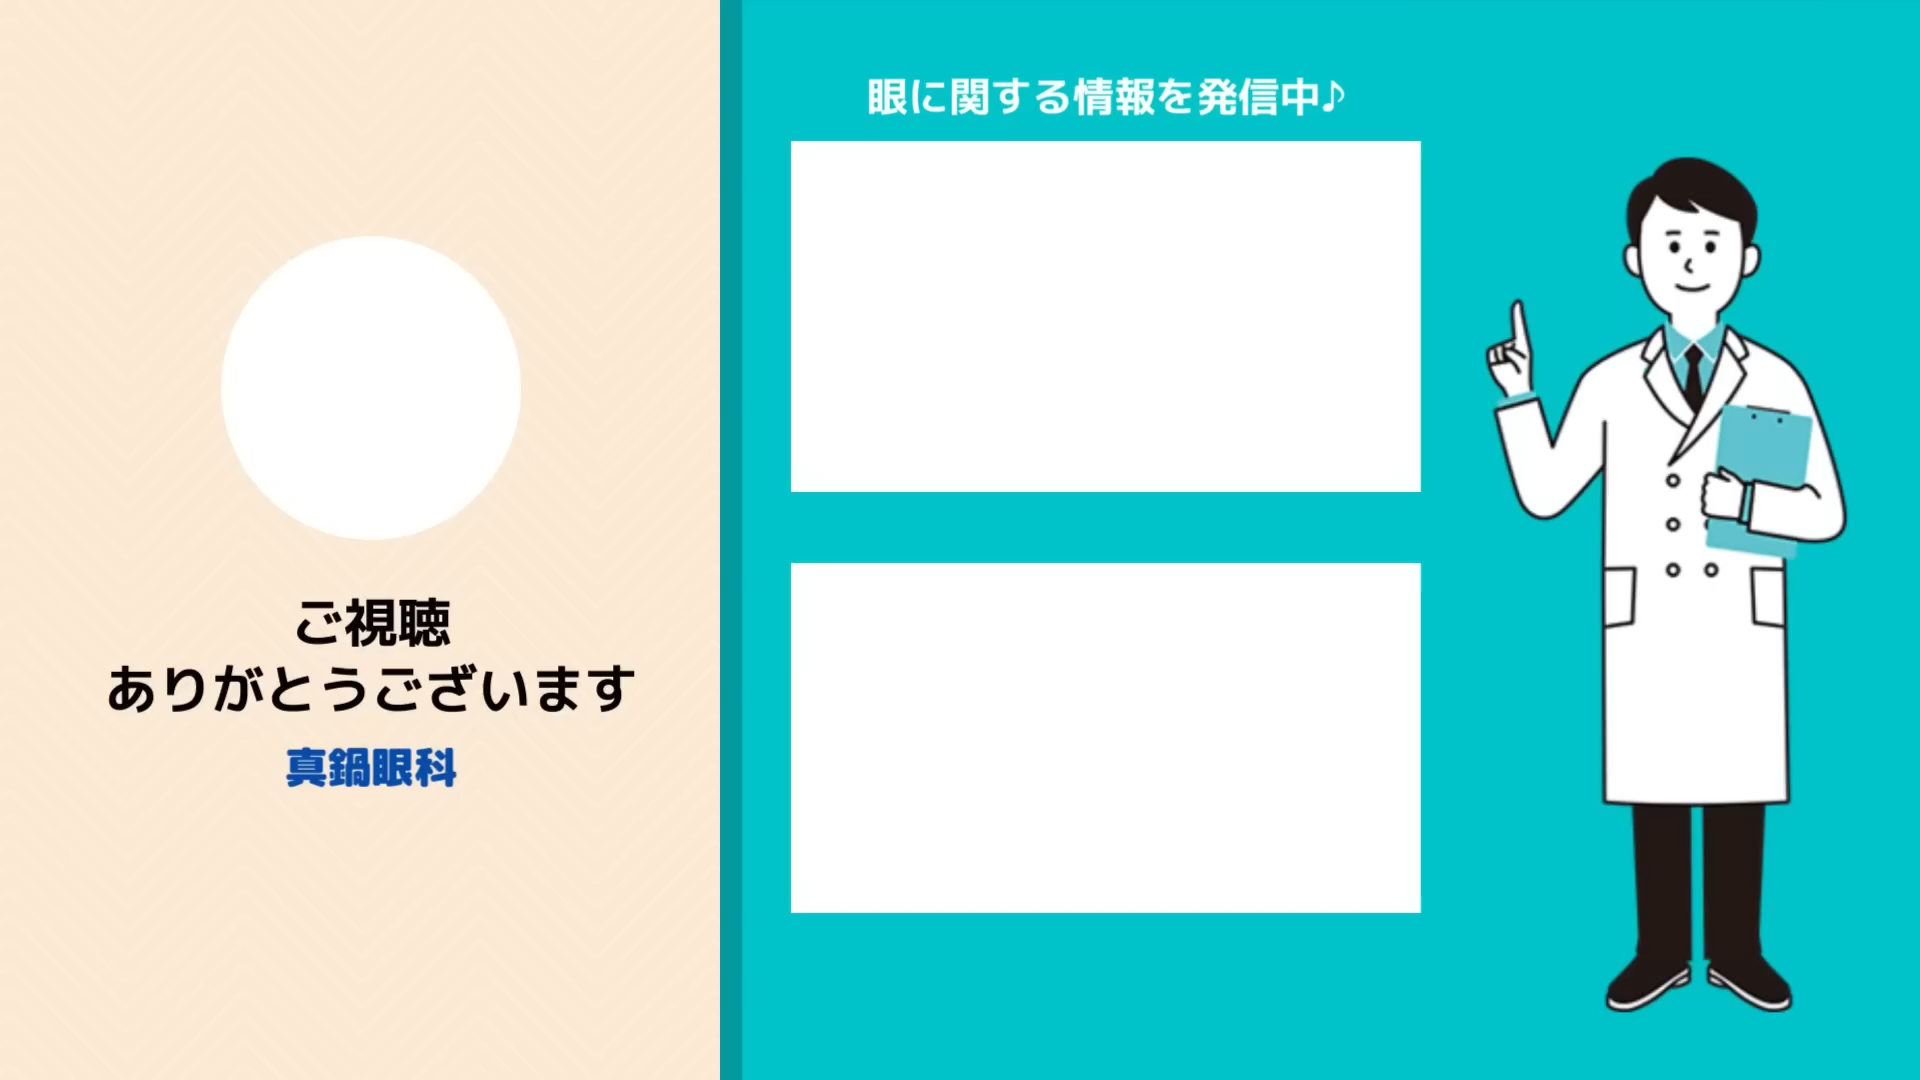 ご視聴
ありがとうございます
真鍋眼科
眼に関する情報を発信中♪